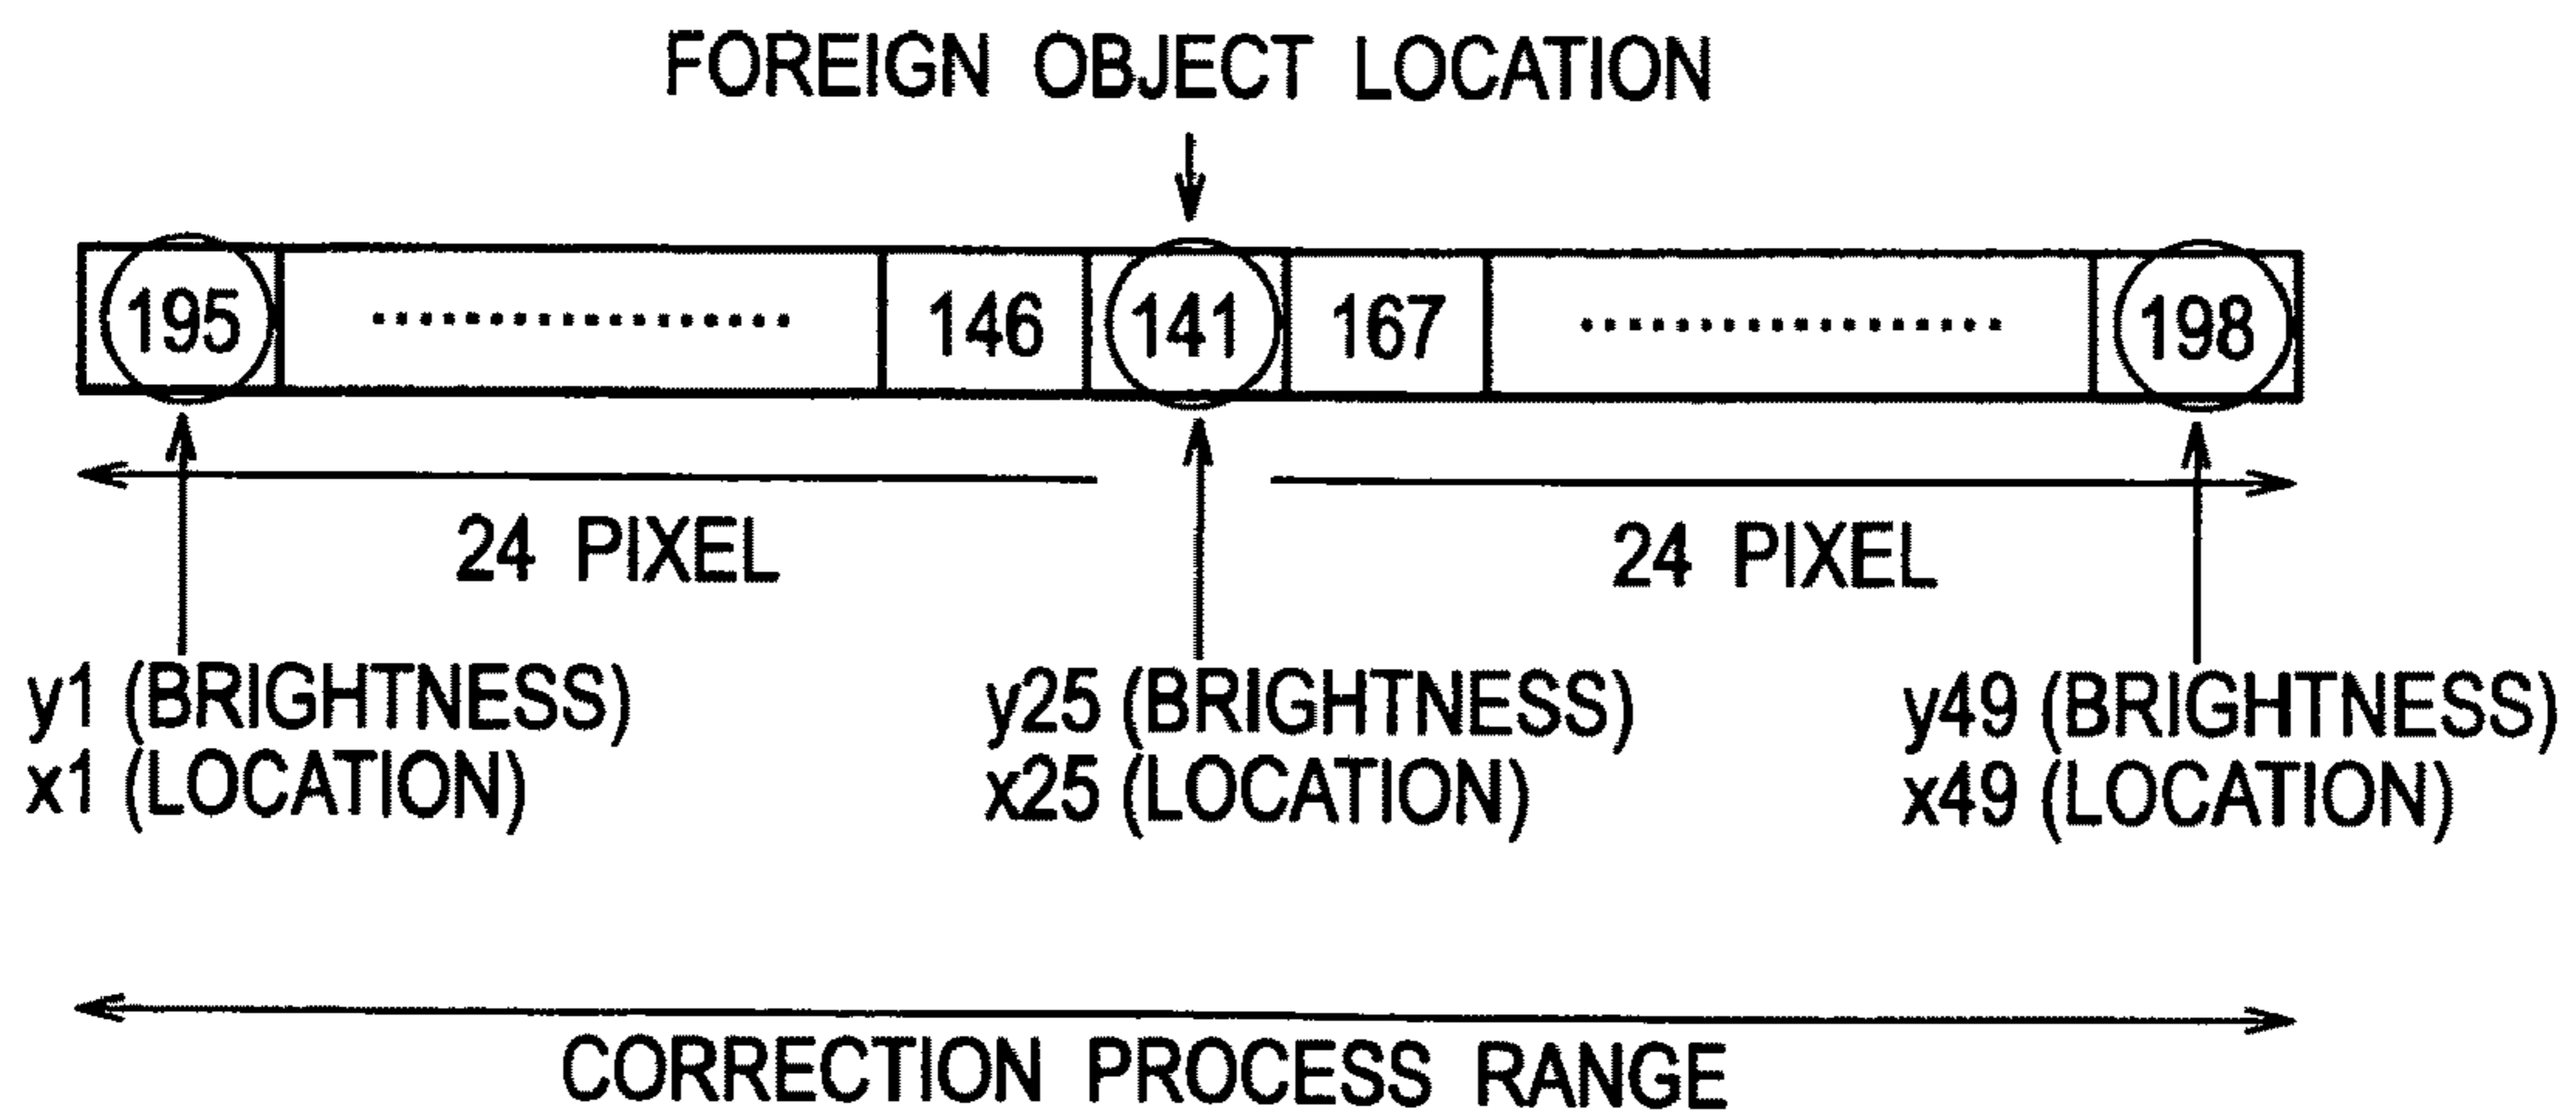 FOREIGN OBJECT LOCATION
195 ................... 146 141 167 ................... 198
24 PIXEL 24 PIXEL
y1 (BRIGHTNESS) y25 (BRIGHTNESS) y49 (BRIGHTNESS)
x1 (LOCATION) x25 (LOCATION) x49 (LOCATION)
CORRECTION PROCESS RANGE